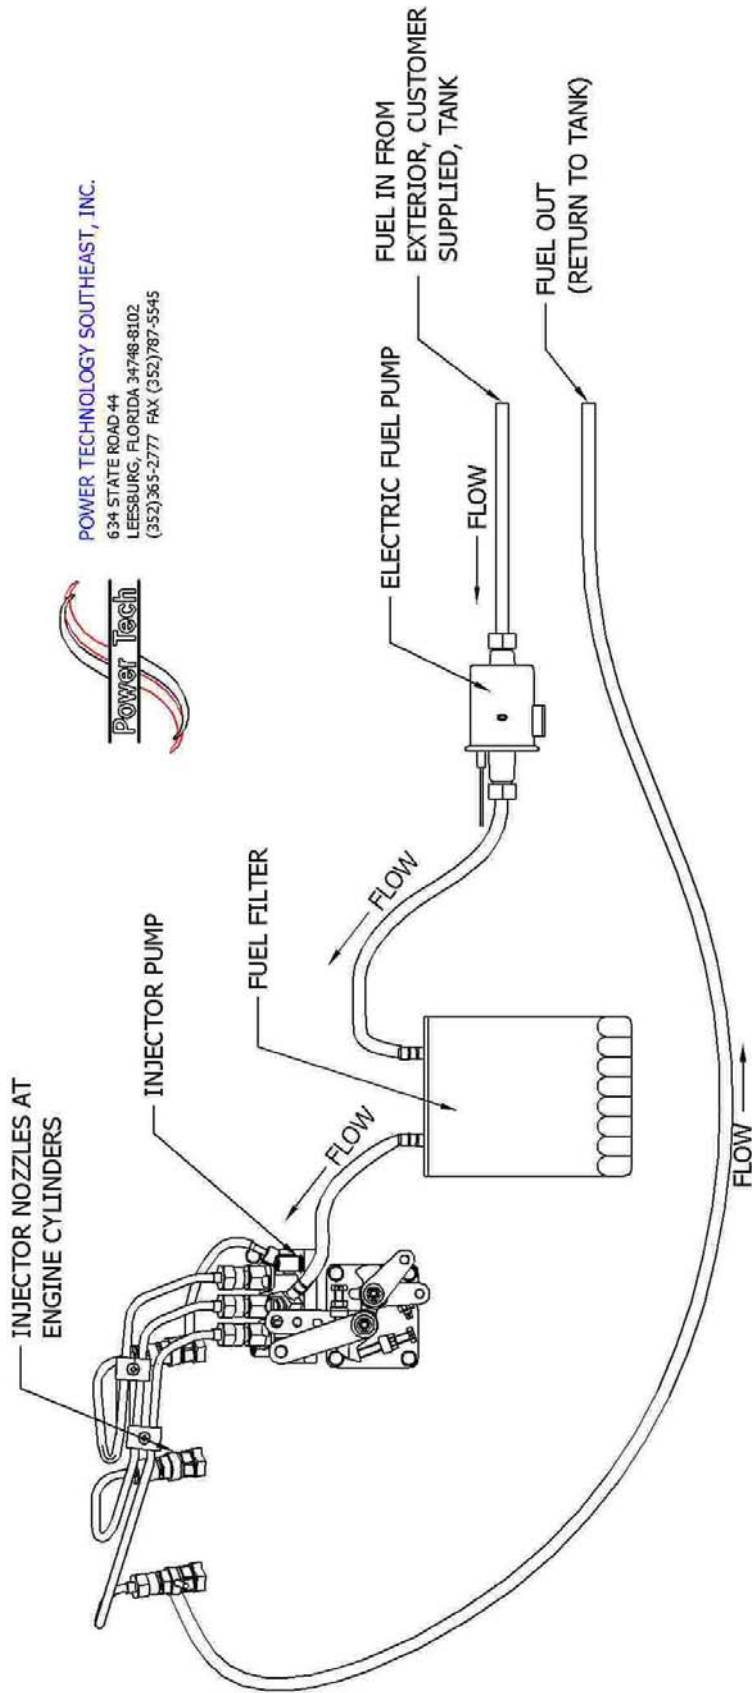 POWER TECHNOLOGY SOUTHEAST, INC.
634 STATE ROAD 44
LEESBURG, FLORIDA 34748-8102
(352)365-2777 FAX (352)787-5545
Power Tech
INJECTOR NOZZLES AT
ENGINE CYLINDERS
INJECTOR PUMP
FUEL FILTER
ELECTRIC FUEL PUMP
FUEL IN FROM
EXTERIOR, CUSTOMER
SUPPLIED, TANK
FUEL OUT
(RETURN TO TANK)
FLOW
FLOW
FLOW
FLOW